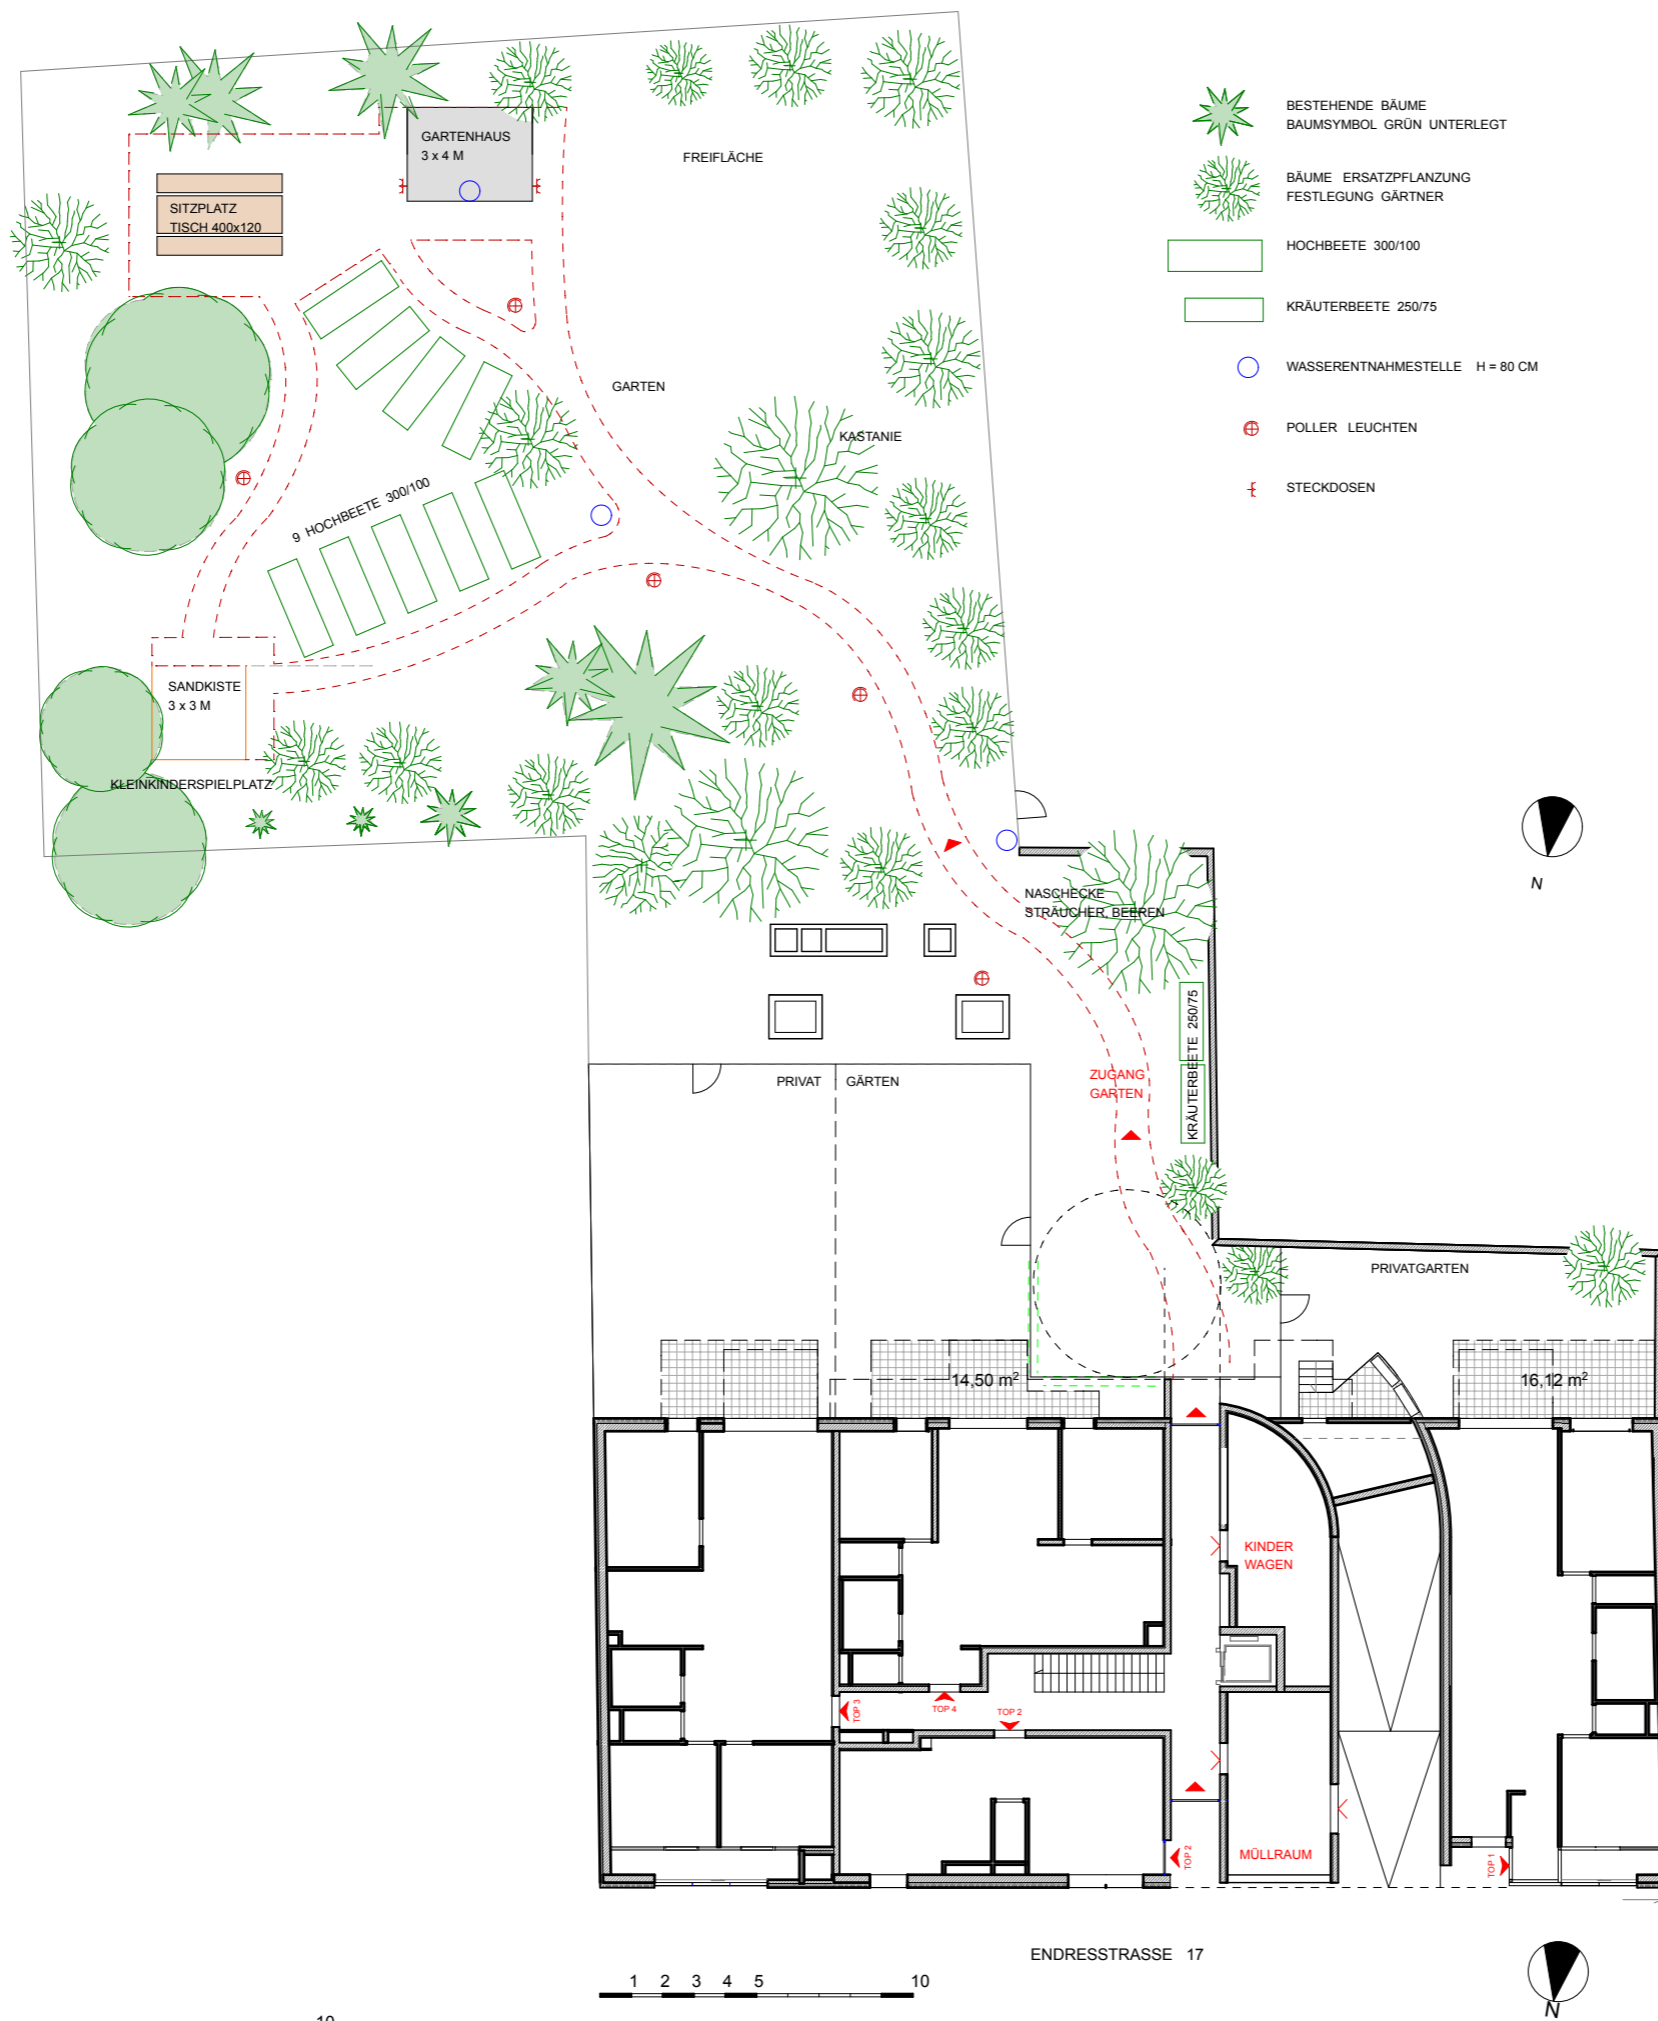 BESTEHENDE BÄUME
BAUMSYMBOL GRÜN UNTERLEGT
GARTENHAUS
3 x 4 M
FREIFLÄCHE
BÄUME ERSATZPFLANZUNG
FESTLEGUNG GÄRTNER
SITZPLATZ
TISCH 400x120
HOCHBEETE 300/100
KRÄUTERBEETE 250/75
WASSERENTNAHMESTELLE H = 80 CM
GARTEN
KASTANIE
POLLER LEUCHTEN
STECKDOSEN
9 HOCHBEETE 300/100
SANDKISTE
3 x 3 M
KLEINKINDERSPIELPLATZ
N
NASCHECKE
STRÄUCHER, BEEREN
KRÄUTERBEETE 250/75
ZUGANG
GARTEN
PRIVAT GÄRTEN
PRIVATGARTEN
14,50 m²
16,12 m²
KINDER
WAGEN
TOP 3
TOP 4
TOP 2
TOP 2
MÜLLRAUM
TOP 1
ENDRESSTRASSE 17
1 2 3 4 5 10
N
10